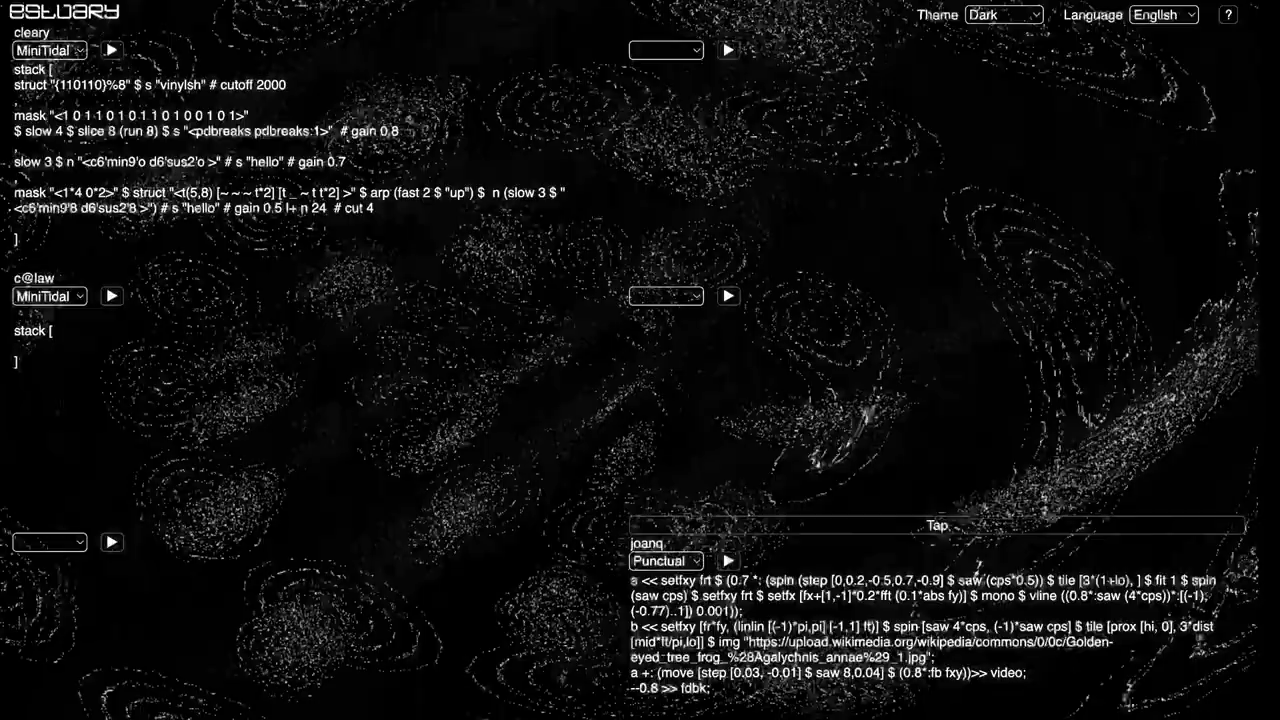 estuary
Theme Dark Language English ?
cleary
MiniTidal
stack [
struct "{110110}%8" $ s "vinylsh" # cutoff 2000
mask "<1 0 1 1 0 1 0 1 1 0 1 0 0 1 0 1>"
$ slow 4 $ slice 8 (run 8) $ s "<pdbreaks pdbreaks:1>" # gain 0.8
,
slow 3 $ n "<c6'min9'o d6'sus2'o >" # s "hello" # gain 0.7
mask "<1*4 0*2>" $ struct "<t(5,8) [~ ~ ~ t*2] [t _ ~ t t*2] >" $ arp (fast 2 $ "up") $ n (slow 3 $ "
<c6'min9'8 d6'sus2'8 >") # s "hello" # gain 0.5 |+ n 24 # cut 4
]
c@law
MiniTidal
stack [
]
Tap
joanq
Punctual
a << setfxy frt $ (0.7 *: (spin (step [0,0.2,-0.5,0.7,-0.9] $ saw (cps*0.5)) $ tile [3*(1+lo), ] $ fit 1 $ spin
(saw cps) $ setfxy frt $ setfx [fx+[1,-1]*0.2*fft (0.1*abs fy)] $ mono $ vline ((0.8*:saw (4*cps))*:[(-1),
(-0.77)..1]) 0.001));
b << setfxy [fr*fy, (linlin [(-1)*pi,pi] [-1,1] ft)] $ spin [saw 4*cps, (-1)*saw cps] $ tile [prox [hi, 0], 3*dist
[mid*ft/pi,lo]] $ img "https://upload.wikimedia.org/wikipedia/commons/0/0c/Golden-
eyed_tree_frog_%28Agalychnis_annae%29_1.jpg";
a +: (move [step [0.03, -0.01] $ saw 8,0.04] $ (0.8*:fb fxy))>> video;
--0.8 >> fdbk;